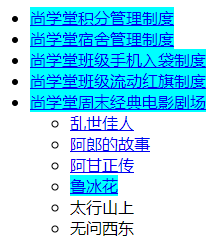 尚学堂积分管理制度
尚学堂宿舍管理制度
尚学堂班级手机入袋制度
尚学堂班级流动红旗制度
尚学堂周末经典电影剧场
乱世佳人
阿郎的故事
阿甘正传
鲁冰花
太行山上
无问西东